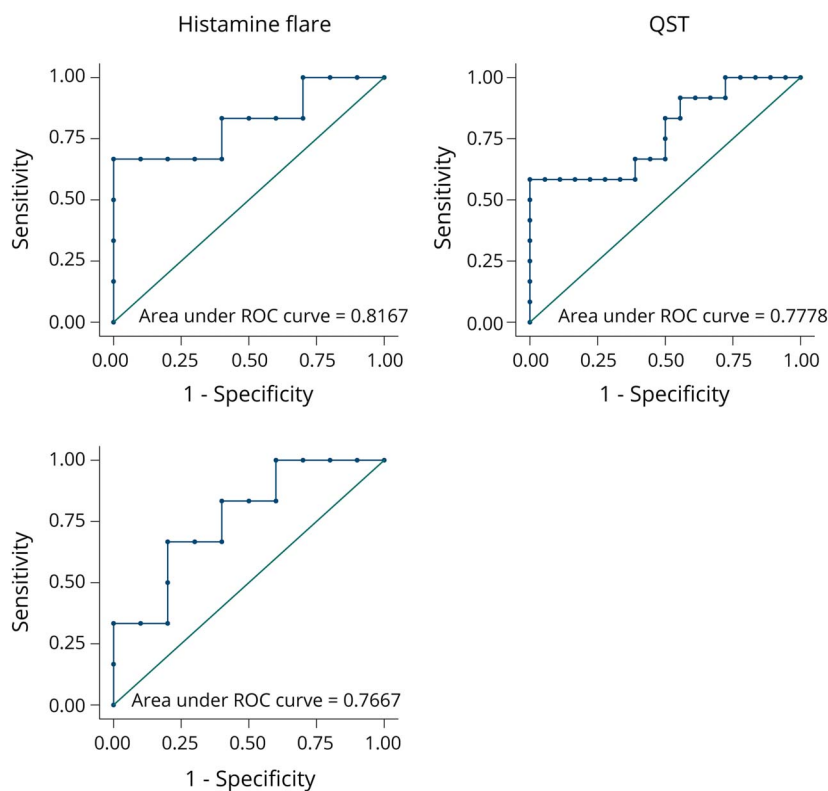 Histamine flare
QST
1.00
0.75
0.50
0.25
0.00
Sensitivity
Area under ROC curve = 0.8167
0.00 0.25 0.50 0.75 1.00
1 - Specificity
1.00
0.75
0.50
0.25
0.00
Sensitivity
Area under ROC curve = 0.7778
0.00 0.25 0.50 0.75 1.00
1 - Specificity
1.00
0.75
0.50
0.25
0.00
Sensitivity
Area under ROC curve = 0.7667
0.00 0.25 0.50 0.75 1.00
1 - Specificity